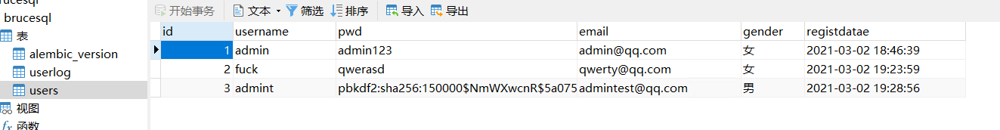 rucesql
brucesql
表
alembic_version
userlog
users
视图
fx 函数
开始事务 文本 筛选 排序 导入 导出
id username pwd email gender registdatae
1 admin admin123 admin@qq.com 女 2021-03-02 18:46:39
2 fuck qwerasd qwerty@qq.com 女 2021-03-02 19:23:59
3 admint pbkdf2:sha256:150000$NmWXwcnR$5a075 admintest@qq.com 男 2021-03-02 19:28:56